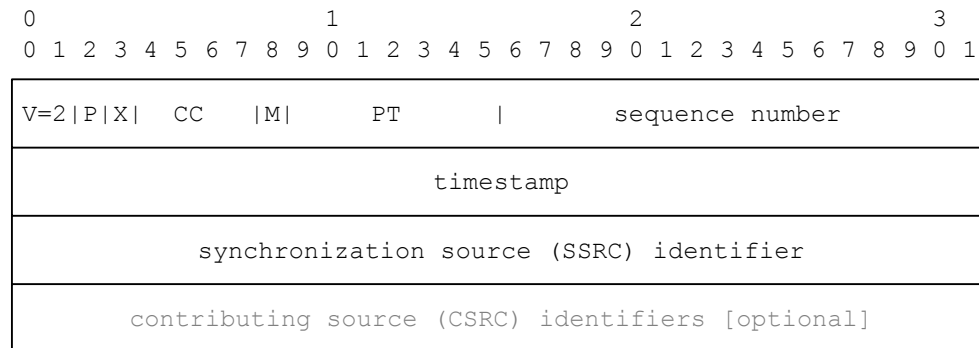 0                   1                   2                   3
0 1 2 3 4 5 6 7 8 9 0 1 2 3 4 5 6 7 8 9 0 1 2 3 4 5 6 7 8 9 0 1
V=2|P|X|  CC   |M|     PT      |       sequence number
timestamp
synchronization source (SSRC) identifier
contributing source (CSRC) identifiers [optional]